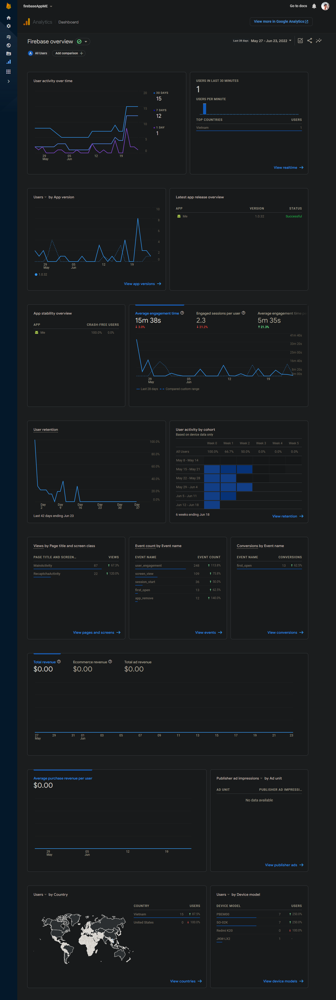 firebaseAppME
Go to docs
Analytics
Dashboard
View more in Google Analytics
Firebase overview
Last 28 days May 27 - Jun 23, 2022
A All Users
Add comparison
User activity over time
20
15
10
5
0
29
May
05
Jun
12
19
30 DAYS
15
7 DAYS
12
1 DAY
1
USERS IN LAST 30 MINUTES
1
USERS PER MINUTE
TOP COUNTRIES USERS
Vietnam 1
View realtime
Users by App version
10
8
6
4
2
0
29
May
05
Jun
12
19
1.0.32
View app versions
Latest app release overview
APP VERSION STATUS
Me 1.0.32 Successful
App stability overview
APP CRASH-FREE USERS
Me 100.0% 0.0%
Average engagement time
15m 38s
3.0%
Engaged sessions per user
2.3
21.2%
Average engagement time
5m 35s
21.3%
41m 40s
33m 20s
25m 00s
16m 40s
8m 20s
0m 00s
29
May
05
Jun
12
19
Last 28 days
Compared custom range
User retention
100.0%
80.0%
60.0%
40.0%
20.0%
0.0%
Day
2
Day
9
Day
16
Day
23
Day
30
Day
37
Last 42 days ending Jun 23
User activity by cohort
Based on device data only
Week 0 Week 1 Week 2 Week 3 Week 4 Week 5
All Users 100.0% 66.7% 50.0% 0.0% 0.0% 0.0%
May 8 - May 14
May 15 - May 21
May 22 - May 28
May 29 - Jun 4
Jun 5 - Jun 11
Jun 12 - Jun 18
6 weeks ending Jun 18
View retention
Views by Page title and screen class
PAGE TITLE AND SCREEN… VIEWS
MainActivity 87 67.3%
RecaptchaActivity 22 120.0%
View pages and screens
Event count by Event name
EVENT NAME EVENT COUNT
user_engagement 248 113.8%
screen_view 109 75.8%
session_start 36 50.0%
first_open 13 62.5%
app_remove 12 140.0%
View events
Conversions by Event name
EVENT NAME CONVERSIONS
first_open 13 62.5%
View conversions
Total revenue
$0.00
Ecommerce revenue
$0.00
Total ad revenue
$0.00
27
May
29
31
01
Jun
03
05
07
09
11
13
15
17
19
21
23
Average purchase revenue per user
$0.00
29
May
05
Jun
12
19
Publisher ad impressions by Ad unit
AD UNIT PUBLISHER AD IMPRESSI…
No data available
View publisher ads
Users by Country
COUNTRY USERS
Vietnam 15 87.5%
United States 0 100.0%
View countries
Users by Device model
DEVICE MODEL USERS
PBEM00 7 250.0%
SO-02K 7 250.0%
Redmi K20 0 100.0%
JKM-LX2 1 -
View device models